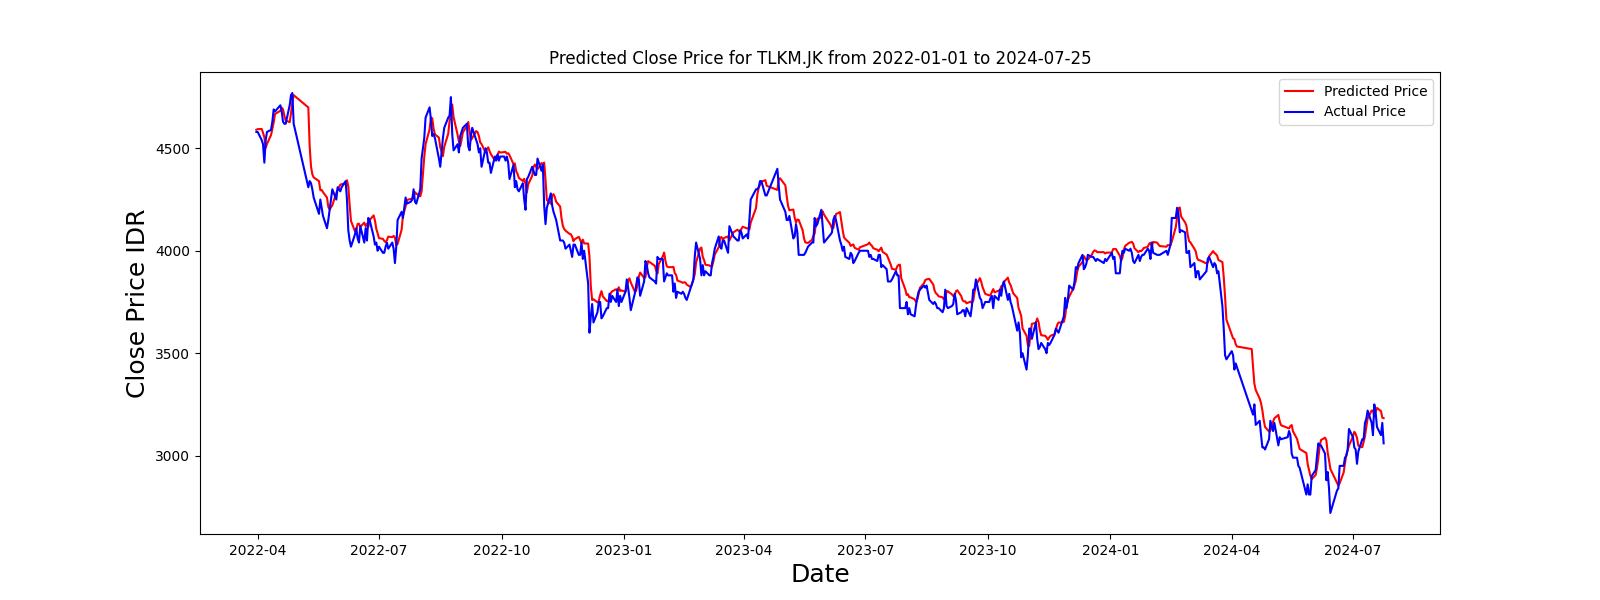 Predicted Close Price for TLKM.JK from 2022-01-01 to 2024-07-25
Predicted Price
Actual Price
Close Price IDR
4500
4000
3500
3000
2022-04 2022-07 2022-10 2023-01 2023-04 2023-07 2023-10 2024-01 2024-04 2024-07
Date